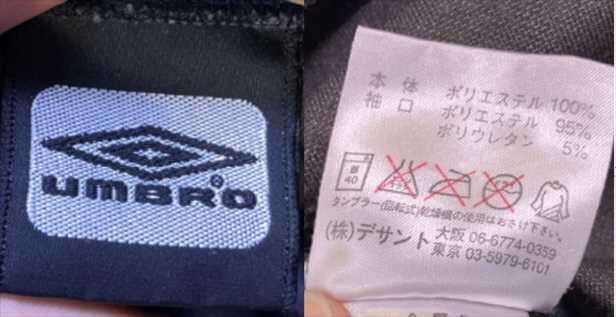 UMBRO
本体 ポリエステル 100%
袖口 ポリエステル 95%
ポリウレタン 5%
40
タンブラー(回転式)乾燥機の使用はおさけ下さい。
(株)デサント 大阪 06-6774-0359
東京 03-5979-6101